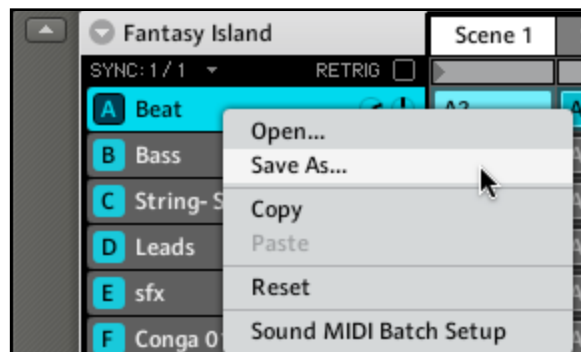 Fantasy Island
Scene 1
SYNC: 1 / 1
RETRIG
A Beat
A2
Open...
B Bass
Save As...
C String- S
Copy
D Leads
Paste
E sfx
Reset
F Conga 0
Sound MIDI Batch Setup